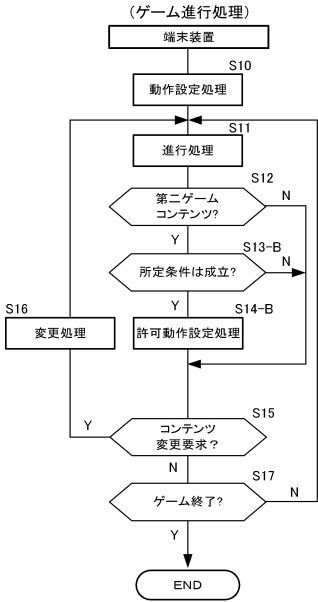 （ゲーム進行処理）
端末装置
S10
動作設定処理
S11
進行処理
S12
第二ゲーム
コンテンツ?
N
Y
S13-B
所定条件は成立?
N
Y
S14-B
許可動作設定処理
S16
変更処理
S15
コンテンツ
変更要求？
Y
N
S17
ゲーム終了?
N
Y
END